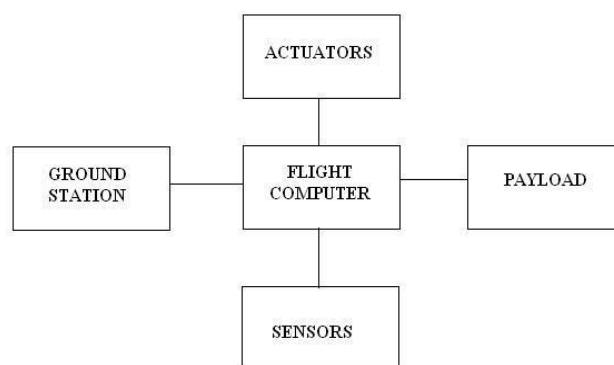 ACTUATORS
GROUND
STATION
FLIGHT
COMPUTER
PAYLOAD
SENSORS